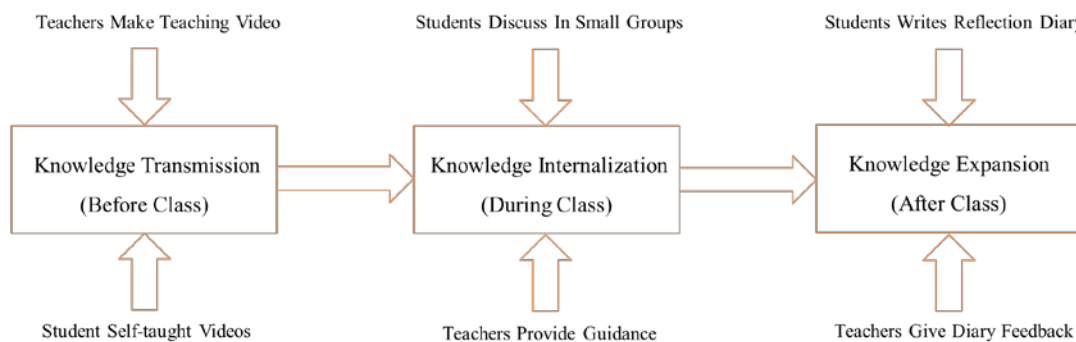 Teachers Make Teaching Video
Students Discuss In Small Groups
Students Writes Reflection Diary
Knowledge Transmission
(Before Class)
Knowledge Internalization
(During Class)
Knowledge Expansion
(After Class)
Student Self-taught Videos
Teachers Provide Guidance
Teachers Give Diary Feedback